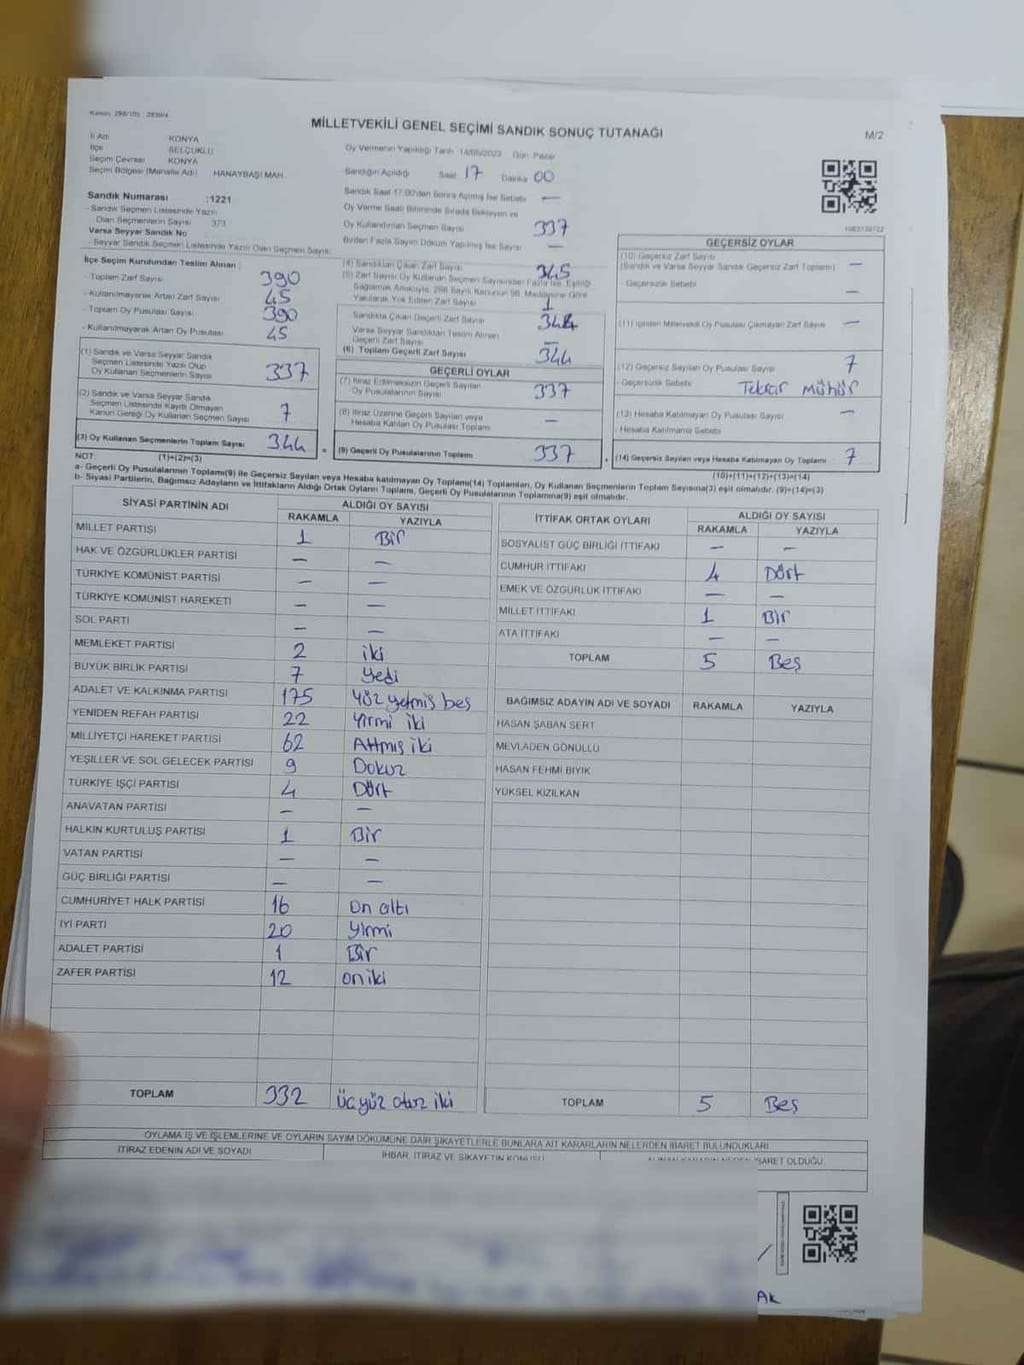 Kanun: 298/105 2839/4
MİLLETVEKİLİ GENEL SEÇİMİ SANDIK SONUÇ TUTANAĞI
M/2
İl Adı KONYA
İlçe SELÇUKLU
Seçim Çevresi KONYA
Seçim Bölgesi (Mahalle Adı) HANAYBAŞI MAH.
Sandık Numarası :1221
- Sandık Seçmen Listesinde Yazılı
Olan Seçmenlerin Sayısı 373
Varsa Seyyar Sandık No
- Seyyar Sandık Seçmen Listesinde Yazılı Olan Seçmen Sayısı:
Oy Vermenin Yapıldığı Tarih 14/05/2023 Gün Pazar
Sandığın Açıldığı Saat 17 Dakika 00
Sandık Saat 17:00'dan Sonra Açılmış İse Sebebi —
Oy Verme Saati Bitiminde Sırada Bekleyen ve
Oy Kullandırılan Seçmen Sayısı 337
Birden Fazla Sayım Döküm Yapılmış İse Sayısı —
İlçe Seçim Kurulundan Teslim Alınan
- Toplam Zarf Sayısı 390
- Kullanılmayarak Artan Zarf Sayısı 45
- Toplam Oy Pusulası Sayısı 390
- Kullanılmayarak Artan Oy Pusulası 45
(1) Sandık ve Varsa Seyyar Sandık
Seçmen Listesinde Yazılı Olup
Oy Kullanan Seçmenlerin Sayısı 337
(2) Sandık ve Varsa Seyyar Sandık
Seçmen Listesinde Kayıtlı Olmayan
Kanun Gereği Oy Kullanan Seçmen Sayısı 7
(3) Oy Kullanan Seçmenlerin Toplam Sayısı 344
(1)+(2)=(3)
(4) Sandıktan Çıkan Zarf Sayısı 345
(5) Zarf Sayısı Oy Kullanan Seçmen Sayısından Fazla İse, Eşitliği
Sağlamak Amacıyla, 298 Sayılı Kanunun 98. Maddesine Göre
Yakılarak Yok Edilen Zarf Sayısı 1
Sandıkta Çıkan Geçerli Zarf Sayısı 344
Varsa Seyyar Sandıktan Teslim Alınan
Geçerli Zarf Sayısı —
(6) Toplam Geçerli Zarf Sayısı 344
GEÇERLİ OYLAR
(7) İtiraz Edilmeksizin Geçerli Sayılan
Oy Pusulalarının Sayısı 337
(8) İtiraz Üzerine Geçerli Sayılan veya
Hesaba Katılan Oy Pusulası Toplamı —
= (9) Geçerli Oy Pusulalarının Toplamı 337
GEÇERSİZ OYLAR
(10) Geçersiz Zarf Sayısı
(Sandık ve Varsa Seyyar Sandık Geçersiz Zarf Toplamı) —
- Geçersizlik Sebebi —
(11) İçinden Milletvekili Oy Pusulası Çıkmayan Zarf Sayısı —
(12) Geçersiz Sayılan Oy Pusulası Sayısı 7
- Geçersizlik Sebebi Tekrar Mühür
(13) Hesaba Katılmayan Oy Pusulası Sayısı —
- Hesaba Katılmama Sebebi
+ (14) Geçersiz Sayılan veya Hesaba Katılmayan Oy Toplamı 7
(10)+(11)+(12)+(13)=(14)
NOT:
a- Geçerli Oy Pusulalarının Toplamı(9) ile Geçersiz Sayılan veya Hesaba katılmayan Oy Toplamı(14) Toplamları, Oy Kullanan Seçmenlerin Toplam Sayısına(3) eşit olmalıdır. (9)+(14)=(3)
b- Siyasi Partilerin, Bağımsız Adayların ve İttifakların Aldığı Ortak Oyların Toplamı, Geçerli Oy Pusulalarının Toplamına(9) eşit olmalıdır.
SİYASİ PARTİNİN ADI ALDIĞI OY SAYISI
RAKAMLA YAZIYLA
MİLLET PARTİSİ 1 Bir
HAK VE ÖZGÜRLÜKLER PARTİSİ — —
TÜRKİYE KOMÜNİST PARTİSİ — —
TÜRKİYE KOMÜNİST HAREKETİ — —
SOL PARTİ — —
MEMLEKET PARTİSİ 2 iki
BÜYÜK BİRLİK PARTİSİ 7 yedi
ADALET VE KALKINMA PARTİSİ 175 Yüz yetmiş beş
YENİDEN REFAH PARTİSİ 22 Yirmi iki
MİLLİYETÇİ HAREKET PARTİSİ 62 Altmış iki
YEŞİLLER VE SOL GELECEK PARTİSİ 9 Dokuz
TÜRKİYE İŞÇİ PARTİSİ 4 Dört
ANAVATAN PARTİSİ — —
HALKIN KURTULUŞ PARTİSİ 1 Bir
VATAN PARTİSİ — —
GÜÇ BİRLİĞİ PARTİSİ — —
CUMHURİYET HALK PARTİSİ 16 On altı
İYİ PARTİ 20 Yirmi
ADALET PARTİSİ 1 Bir
ZAFER PARTİSİ 12 on iki
TOPLAM 332 Üçyüz otuz iki
İTTİFAK ORTAK OYLARI ALDIĞI OY SAYISI
RAKAMLA YAZIYLA
SOSYALİST GÜÇ BİRLİĞİ İTTİFAKI — —
CUMHUR İTTİFAKI 4 Dört
EMEK VE ÖZGÜRLÜK İTTİFAKI — —
MİLLET İTTİFAKI 1 Bir
ATA İTTİFAKI — —
TOPLAM 5 Beş
BAĞIMSIZ ADAYIN ADI VE SOYADI RAKAMLA YAZIYLA
HASAN ŞABAN SERT
MEVLADEN GÖNÜLLÜ
HASAN FEHMİ BIYIK
YÜKSEL KIZILKAN
TOPLAM 5 Beş
OYLAMA İŞ VE İŞLEMLERİNE VE OYLARIN SAYIM DÖKÜMÜNE DAİR ŞİKAYETLERLE BUNLARA AİT KARARLARIN NELERDEN İBARET BULUNDUKLARI
İTİRAZ EDENİN ADI VE SOYADI İHBAR, İTİRAZ VE ŞİKAYETİN KONUSU ALINAN KARARIN NEDEN İBARET OLDUĞU
AK